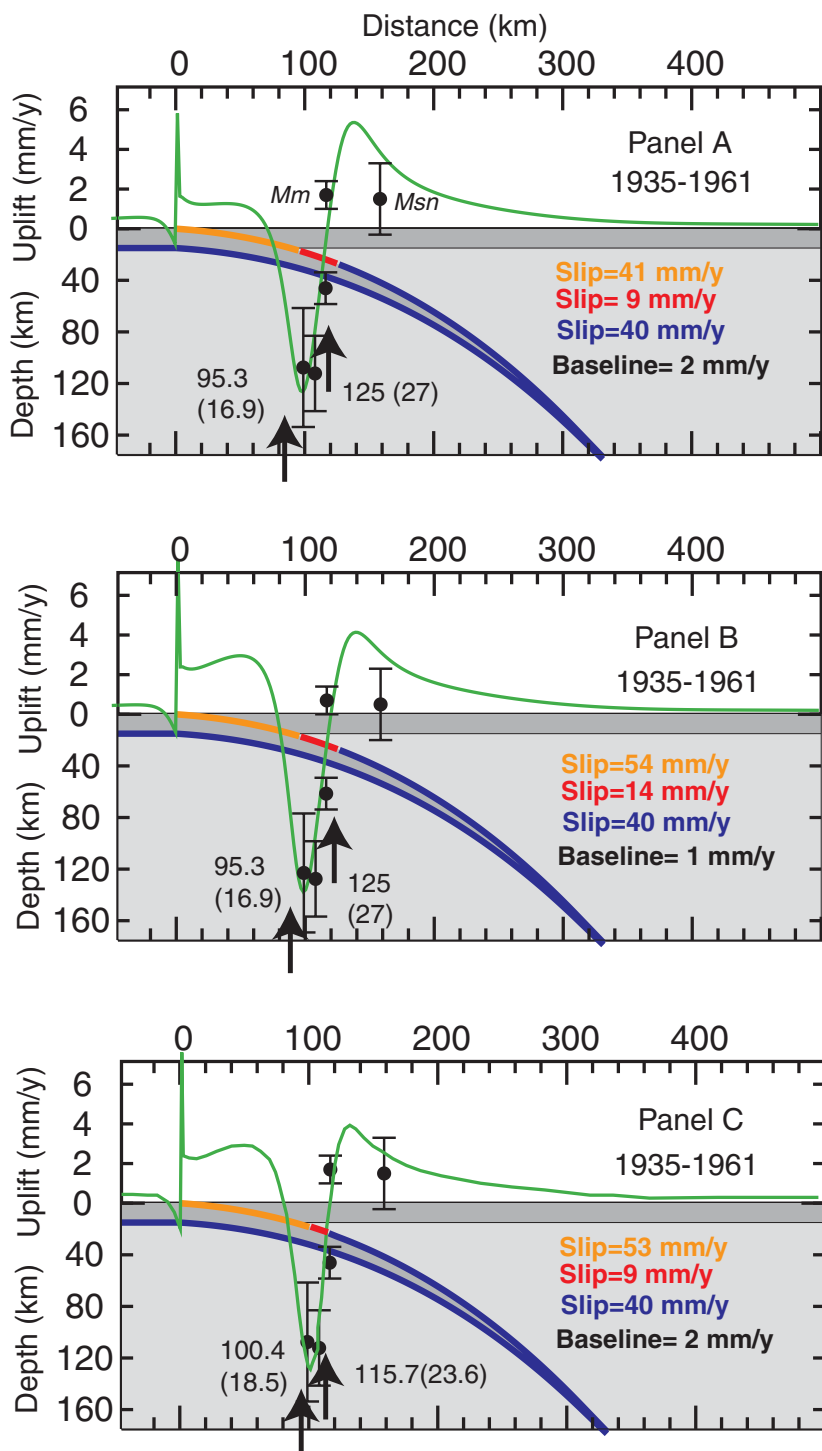 Distance (km)
0 100 200 300 400
Uplift (mm/y)
6
4
2
0
Panel A
1935-1961
Mm
Msn
Depth (km)
40
80
120
160
Slip=41 mm/y
Slip= 9 mm/y
Slip=40 mm/y
Baseline= 2 mm/y
95.3
(16.9)
125 (27)
0 100 200 300 400
Uplift (mm/y)
6
4
2
0
Panel B
1935-1961
Depth (km)
40
80
120
160
Slip=54 mm/y
Slip=14 mm/y
Slip=40 mm/y
Baseline= 1 mm/y
95.3
(16.9)
125
(27)
0 100 200 300 400
Uplift (mm/y)
6
4
2
0
Panel C
1935-1961
Depth (km)
40
80
120
160
Slip=53 mm/y
Slip=9 mm/y
Slip=40 mm/y
Baseline= 2 mm/y
100.4
(18.5)
115.7(23.6)